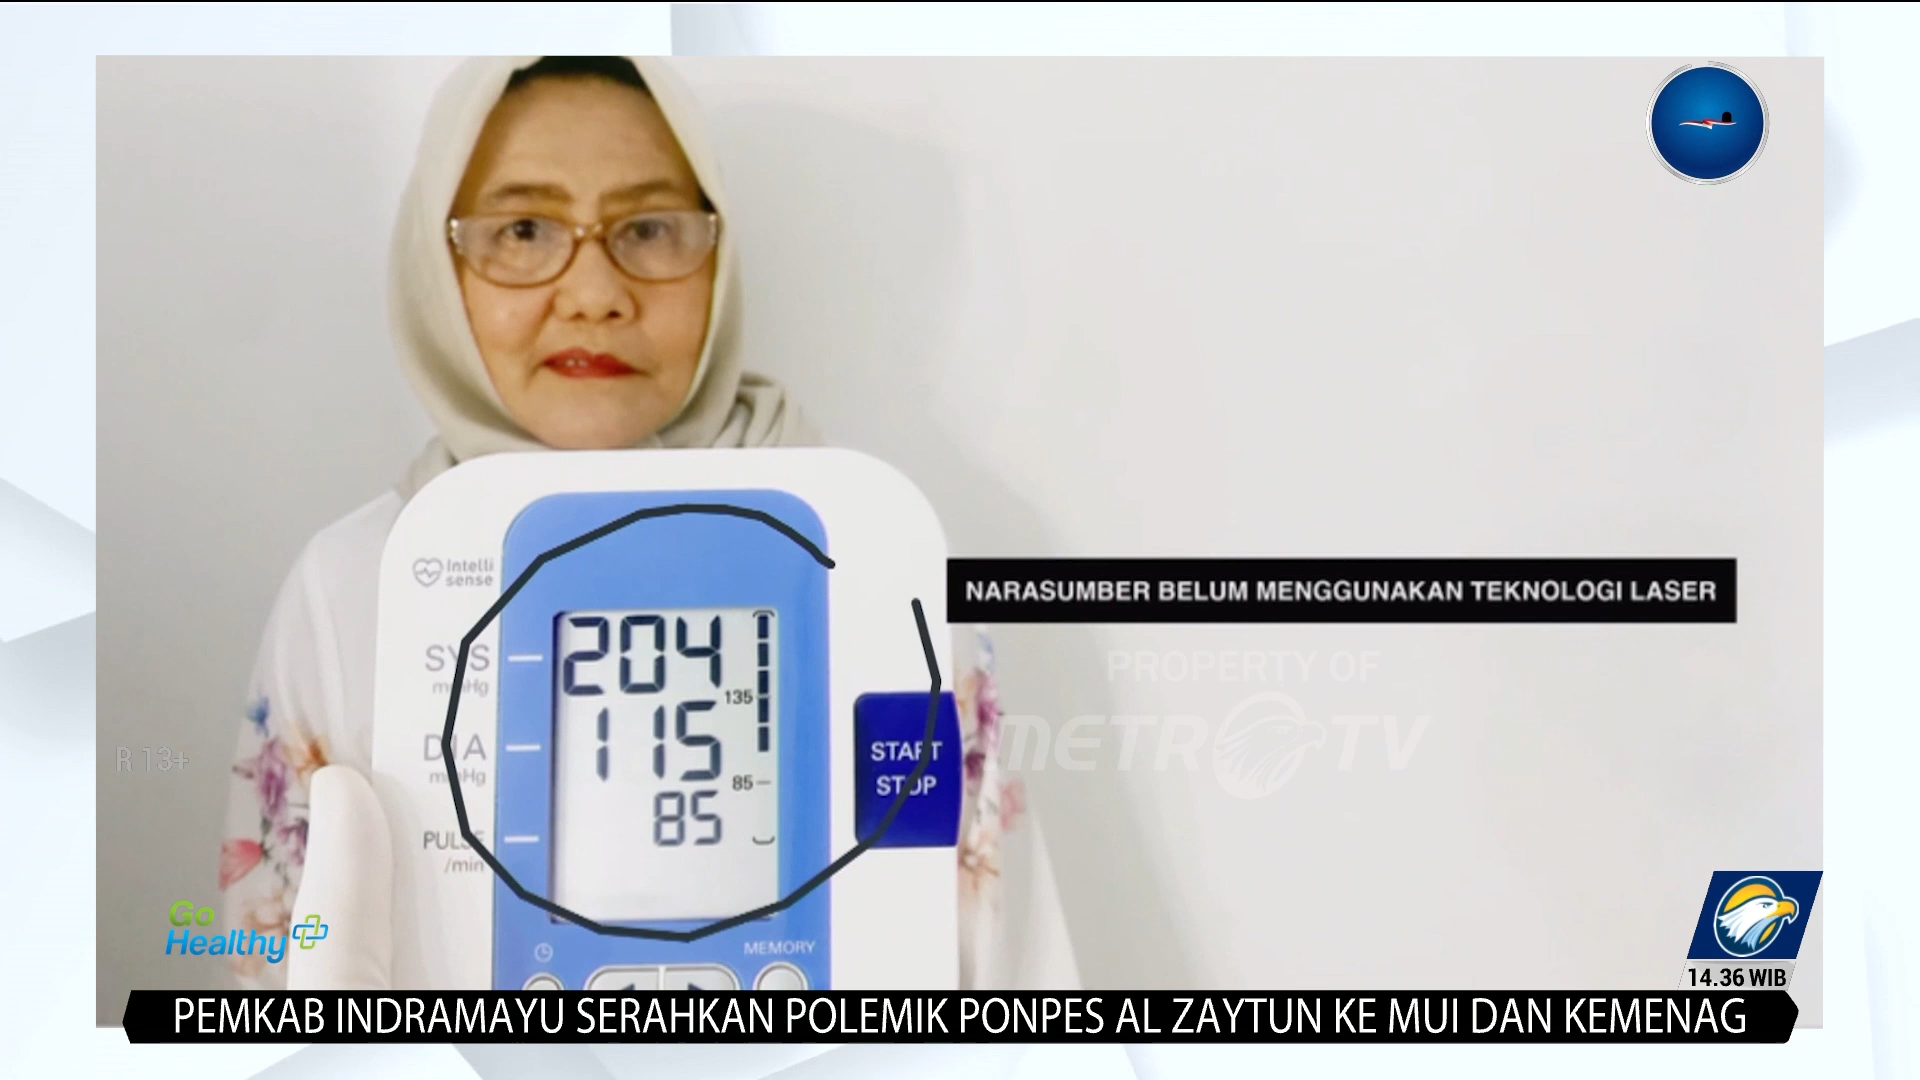 Intelli
sense
SYS
mmHg
204
135
DIA
mmHg
115
85
PULSE
/min
85
START
STOP
MEMORY
NARASUMBER BELUM MENGGUNAKAN TEKNOLOGI LASER
PROPERTY OF
METRO TV
R 13+
Go
Healthy
14.36 WIB
PEMKAB INDRAMAYU SERAHKAN POLEMIK PONPES AL ZAYTUN KE MUI DAN KEMENAG